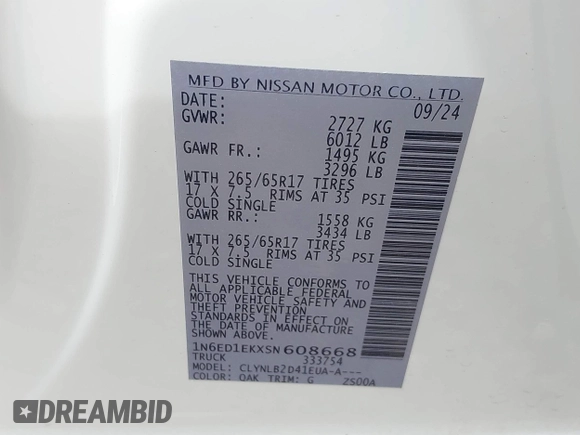 MFD BY NISSAN MOTOR CO., LTD.
DATE: 09/24
GVWR: 2727 KG
6012 LB
GAWR FR.: 1495 KG
3296 LB
WITH 265/65R17 TIRES
17 X 7.5 RIMS AT 35 PSI
COLD SINGLE
GAWR RR.: 1558 KG
3434 LB
WITH 265/65R17 TIRES
17 X 7.5 RIMS AT 35 PSI
COLD SINGLE
THIS VEHICLE CONFORMS TO
ALL APPLICABLE FEDERAL
MOTOR VEHICLE SAFETY AND
THEFT PREVENTION
STANDARDS IN EFFECT ON
THE DATE OF MANUFACTURE
SHOWN ABOVE.
1N6ED1EKXSN608668
TRUCK 333754
MODEL: CLYNLB2D41EUA-A---
COLOR: QAK TRIM: G ZS00A
DREAMBID
#DREAMBID